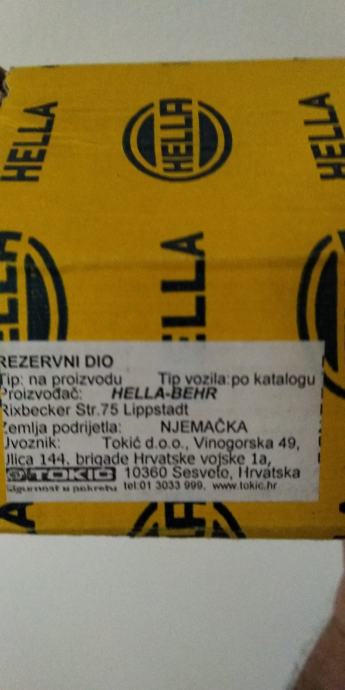 HELLA
HELLA
HELLA
HELLA
REZERVNI DIO
Tip: na proizvodu Tip vozila:po katalogu
Proizvođač: HELLA-BEHR
Rixbecker Str.75 Lippstadt
Zemlja podrijetla: NJEMAČKA
Uvoznik: Tokić d.o.o., Vinogorska 49,
Ulica 144, brigade Hrvatske vojske 1a,
TOKIĆ 10360 Sesvete, Hrvatska
Sigurnost u pokretu tel:01 3033 999, www.tokic.hr